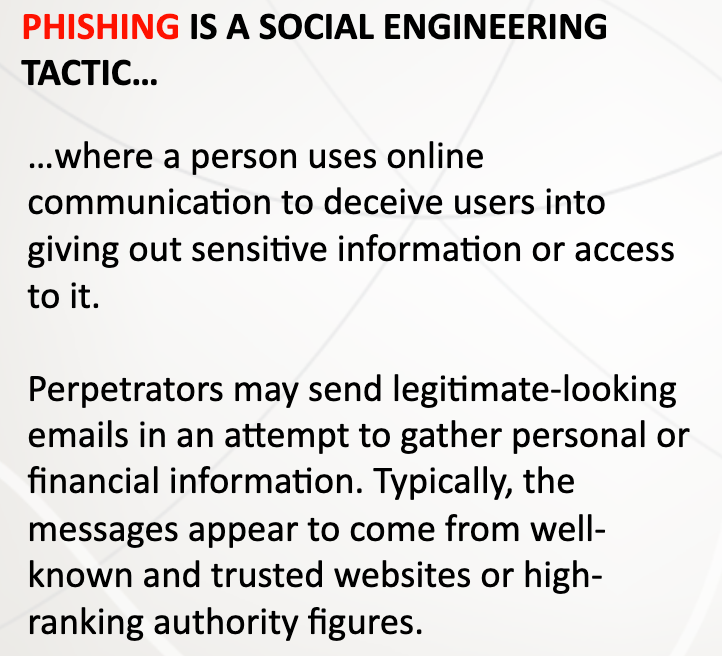 PHISHING IS A SOCIAL ENGINEERING
TACTIC...
...where a person uses online
communication to deceive users into
giving out sensitive information or access
to it.
Perpetrators may send legitimate-looking
emails in an attempt to gather personal or
financial information. Typically, the
messages appear to come from well-
known and trusted websites or high-
ranking authority figures.